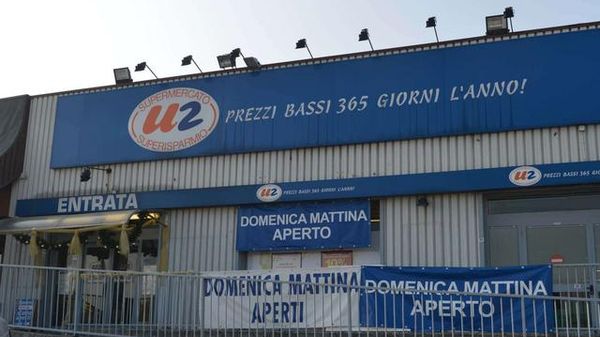 SUPERMERCATO
U2
SUPERISPARMIO
PREZZI BASSI 365 GIORNI L'ANNO!
ENTRATA
U2 PREZZI BASSI 365 GIORNI L'ANNO!
U2 PREZZI BASSI 365
DOMENICA MATTINA
APERTO
DOMENICA MATTINA
APERTI
DOMENICA MATTINA
APERTO